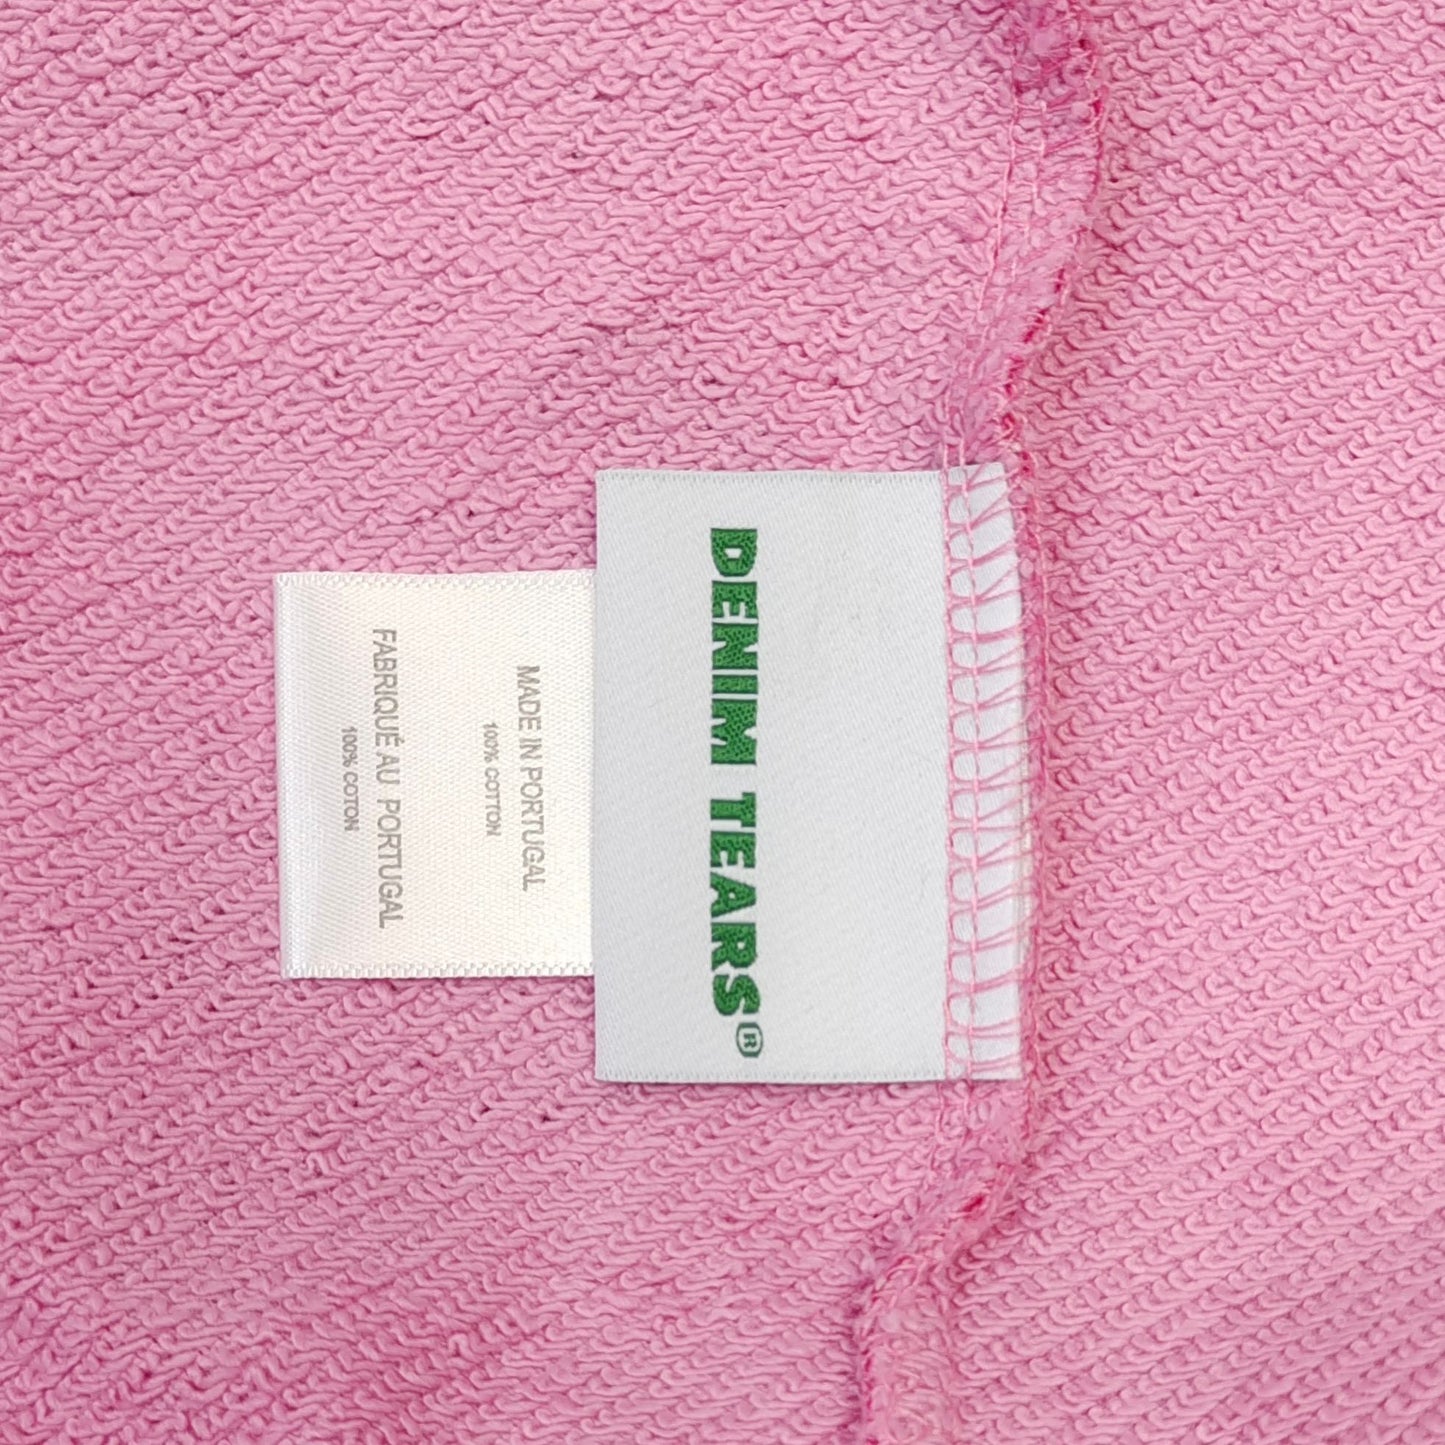 DENIM TEARS®
MADE IN PORTUGAL
100% COTTON
FABRIQUÉ AU PORTUGAL
100% COTON